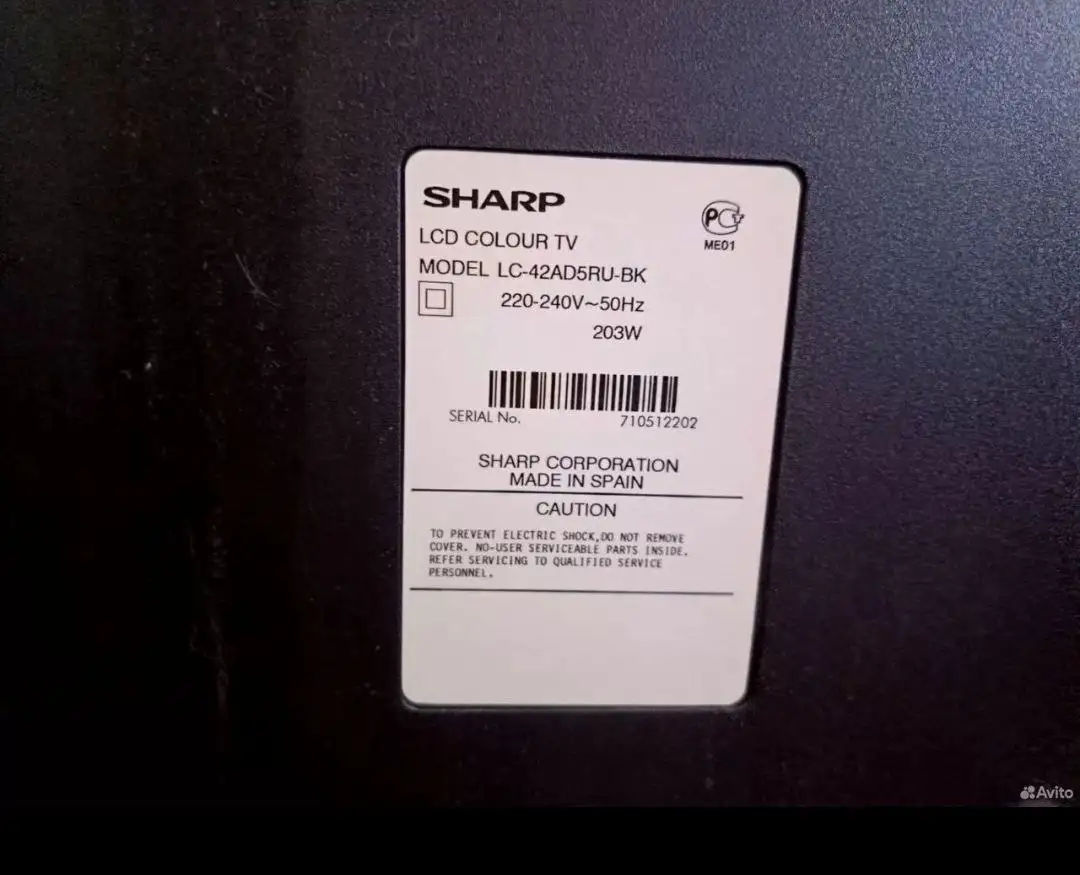 SHARP
LCD COLOUR TV
MODEL LC-42AD5RU-BK
220-240V~50Hz
203W
PCT
ME01
SERIAL No. 710512202
SHARP CORPORATION
MADE IN SPAIN
CAUTION
TO PREVENT ELECTRIC SHOCK,DO NOT REMOVE
COVER. NO-USER SERVICEABLE PARTS INSIDE.
REFER SERVICING TO QUALIFIED SERVICE
PERSONNEL.
Avito